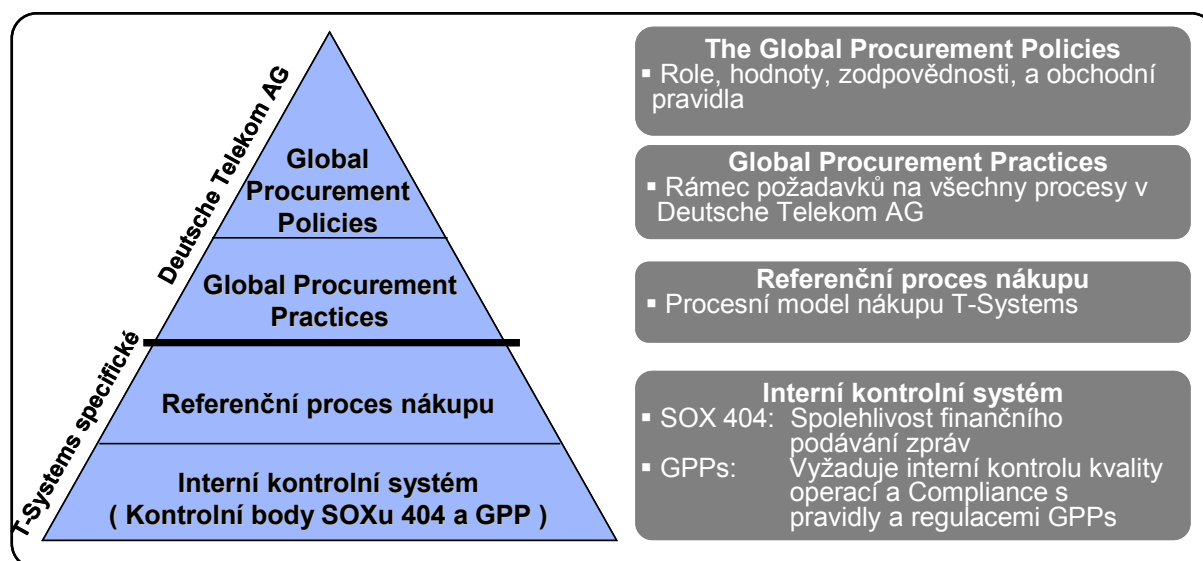 Deutsche Telekom AG
T-Systems specifické
Global
Procurement
Policies
Global Procurement
Practices
Referenční proces nákupu
Interní kontrolní systém
( Kontrolní body SOXu 404 a GPP )
The Global Procurement Policies
▪ Role, hodnoty, zodpovědnosti, a obchodní
pravidla
Global Procurement Practices
▪ Rámec požadavků na všechny procesy v
Deutsche Telekom AG
Referenční proces nákupu
▪ Procesní model nákupu T-Systems
Interní kontrolní systém
▪ SOX 404: Spolehlivost finančního
podávání zpráv
▪ GPPs: Vyžaduje interní kontrolu kvality
operací a Compliance s
pravidly a regulacemi GPPs